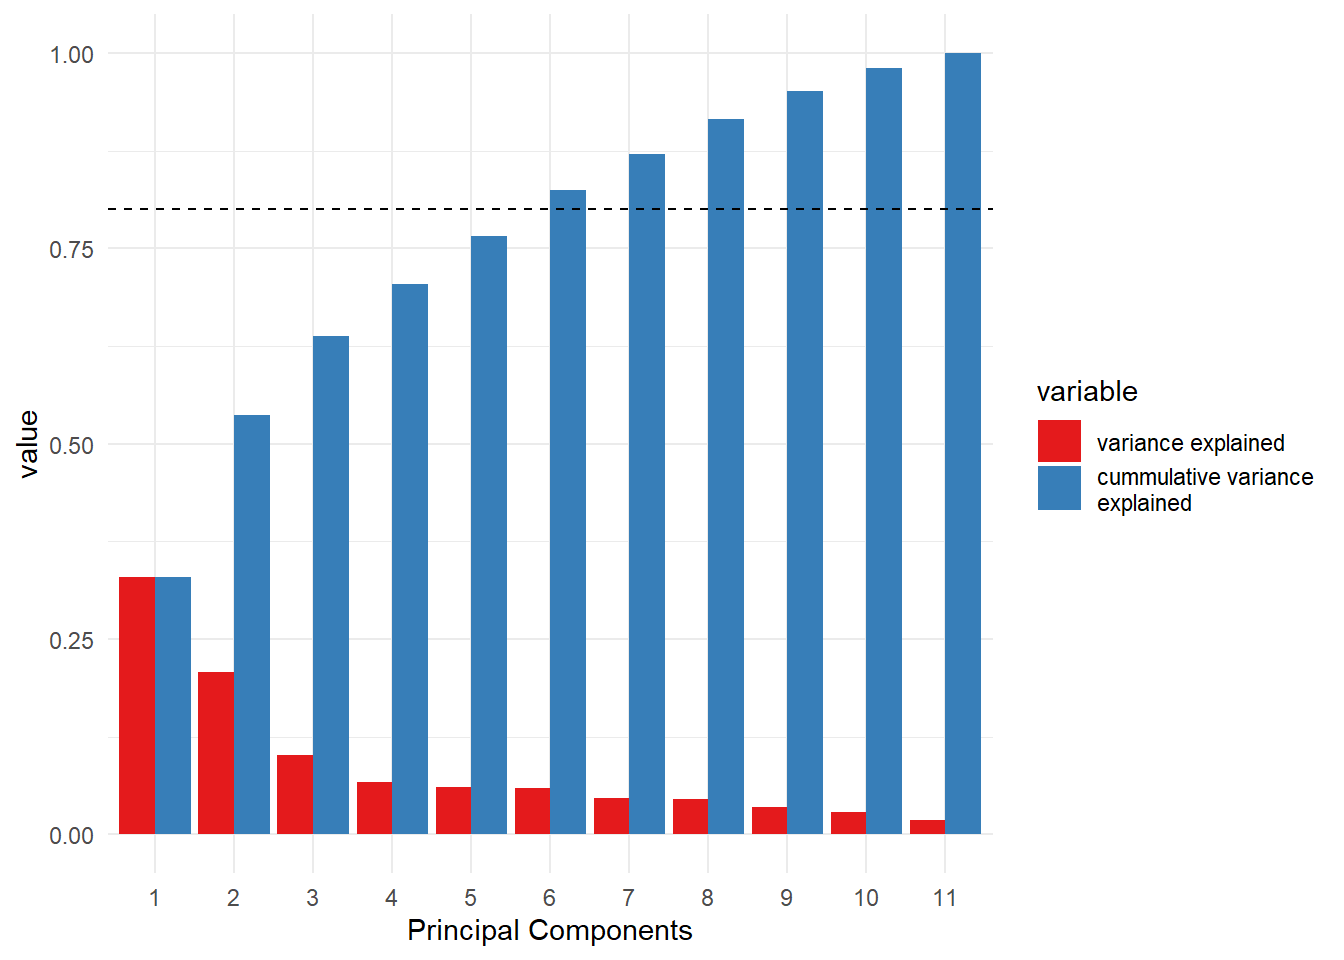 1.00
0.75
0.50
0.25
0.00
value
1 2 3 4 5 6 7 8 9 10 11
Principal Components
variable
variance explained
cummulative variance
explained